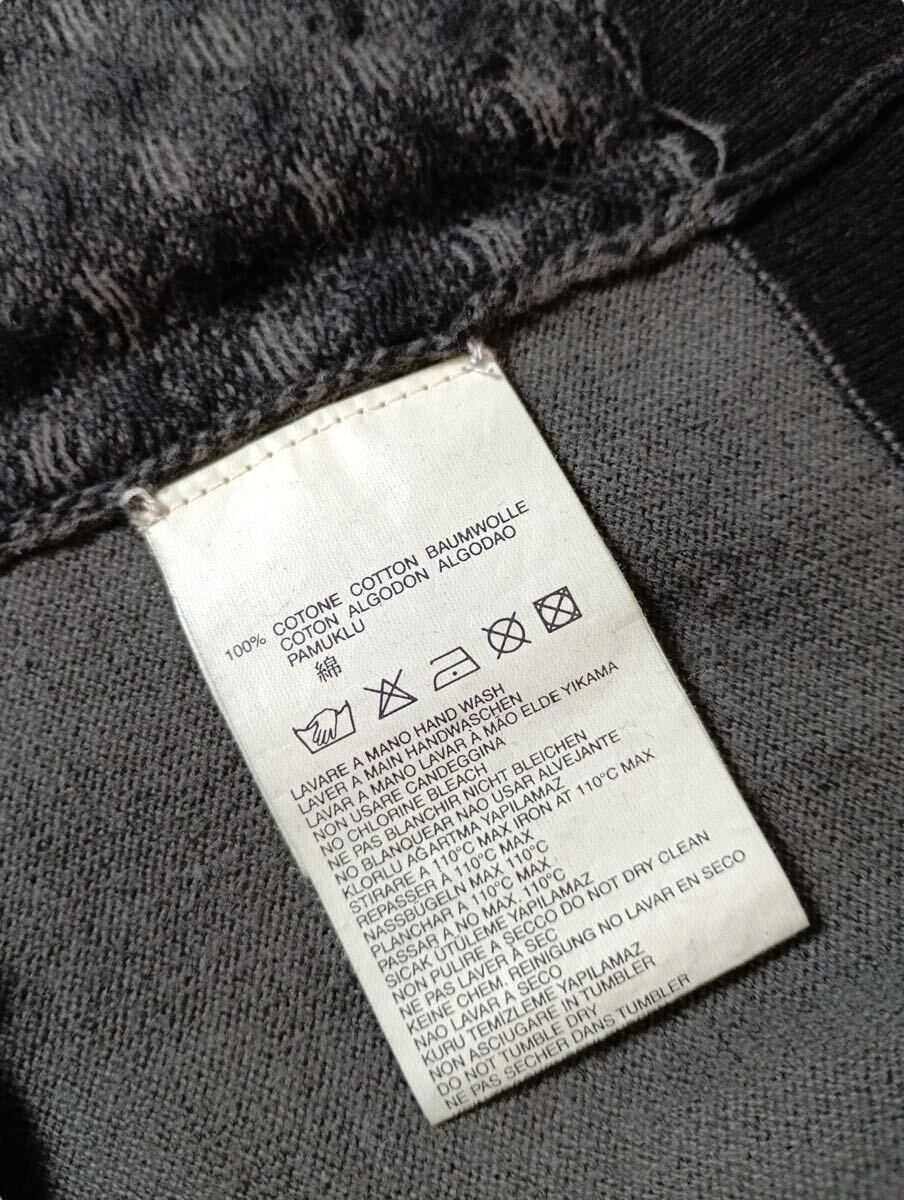 100% COTONE COTTON BAUMWOLLE
COTON ALGODON ALGODAO
PAMUKLU
綿
LAVARE A MANO HAND WASH
LAVER A MAIN HANDWASCHEN
LAVAR A MANO LAVAR À MAO ELDE YIKAMA
NON USARE CANDEGGINA
NO CHLORINE BLEACH
NE PAS BLANCHIR NICHT BLEICHEN
NO BLANQUEAR NAO USAR ALVEJANTE
KLORLU AGARTMA YAPILAMAZ
STIRARE A 110°C MAX IRON AT 110°C MAX
REPASSER À 110°C MAX
NASSBÜGELN MAX 110°C
PLANCHAR A 110°C MAX
PASSAR A NO MAX. 110°C
SICAK ÜTÜLEME YAPILAMAZ
NON PULIRE A SECCO DO NOT DRY CLEAN
NE PAS LAVER À SEC
KEINE CHEM. REINIGUNG NO LAVAR EN SECO
NAO LAVAR A SECO
KURU TEMIZLEME YAPILAMAZ
NON ASCIUGARE IN TUMBLER
DO NOT TUMBLE DRY
NE PAS SECHER DANS TUMBLER